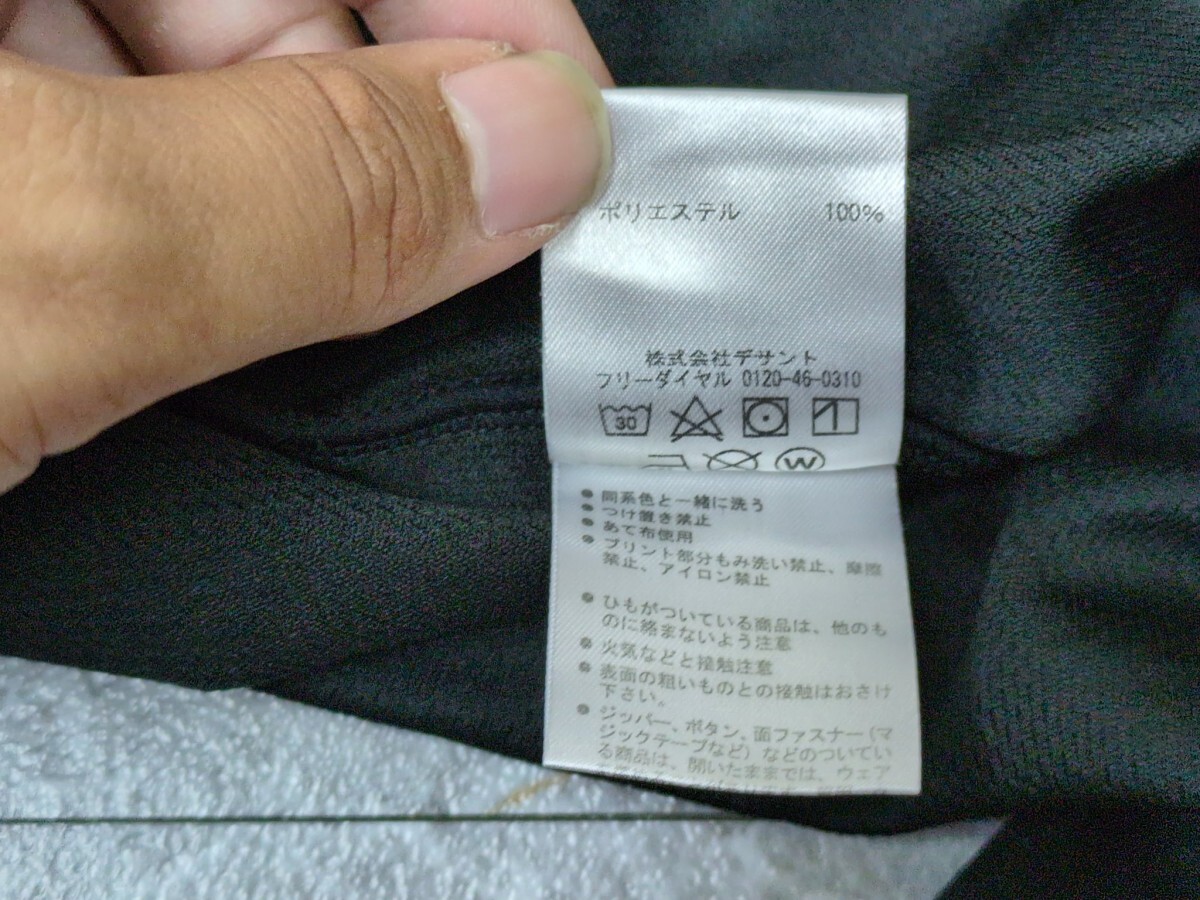 ポリエステル 100%
株式会社デサント
フリーダイヤル 0120-46-0310
30
W
● 同系色と一緒に洗う
● つけ置き禁止
● あて布使用
● プリント部分もみ洗い禁止、摩擦
禁止、アイロン禁止
● ひもがついている商品は、他のも
のに絡まないよう注意
● 火気などと接触注意
● 表面の粗いものとの接触はおさけ
下さい。
● ジッパー、ボタン、面ファスナー(マ
ジックテープなど)などのついてい
る商品は、開いたままでは、ウェア